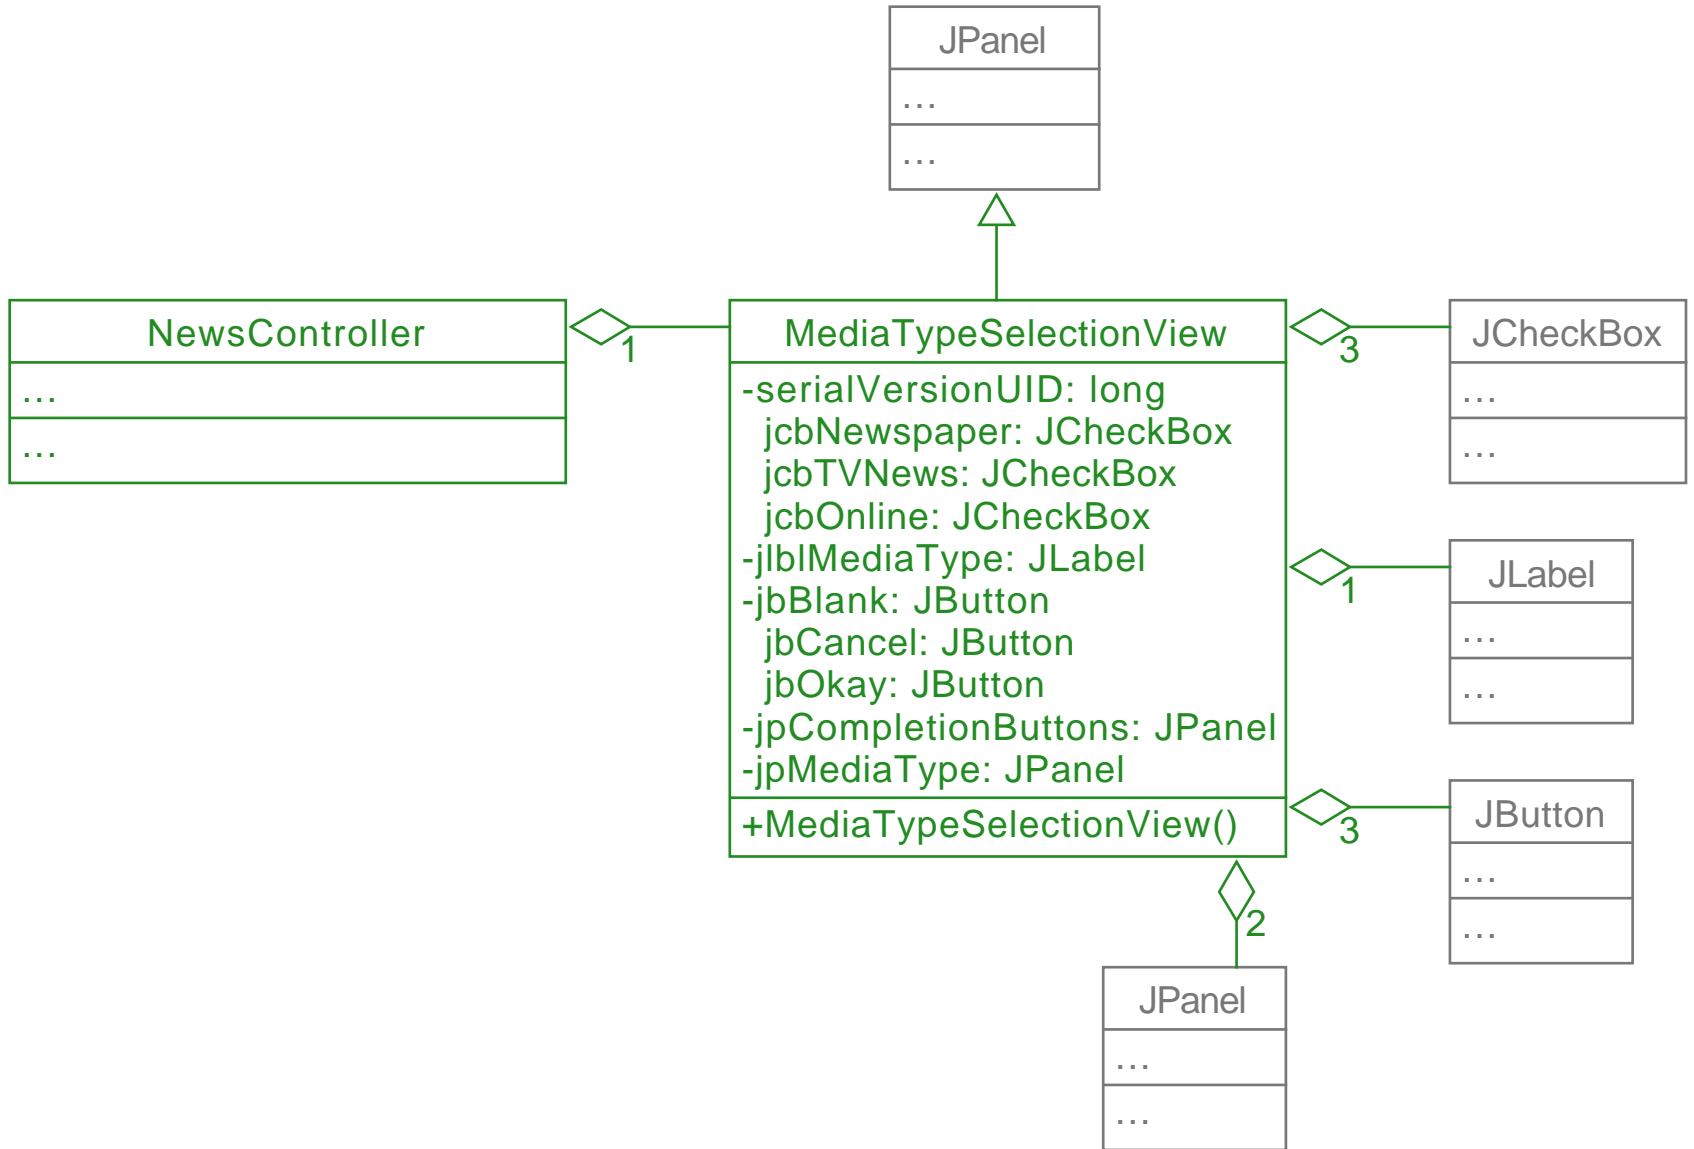 JPanel
...
...
NewsController
...
...
1
MediaTypeSelectionView
-serialVersionUID: long
jcbNewspaper: JCheckBox
jcbTVNews: JCheckBox
jcbOnline: JCheckBox
-jlblMediaType: JLabel
-jbBlank: JButton
jbCancel: JButton
jbOkay: JButton
-jpCompletionButtons: JPanel
-jpMediaType: JPanel
+MediaTypeSelectionView()
3
JCheckBox
...
...
1
JLabel
...
...
3
JButton
...
...
2
JPanel
...
...